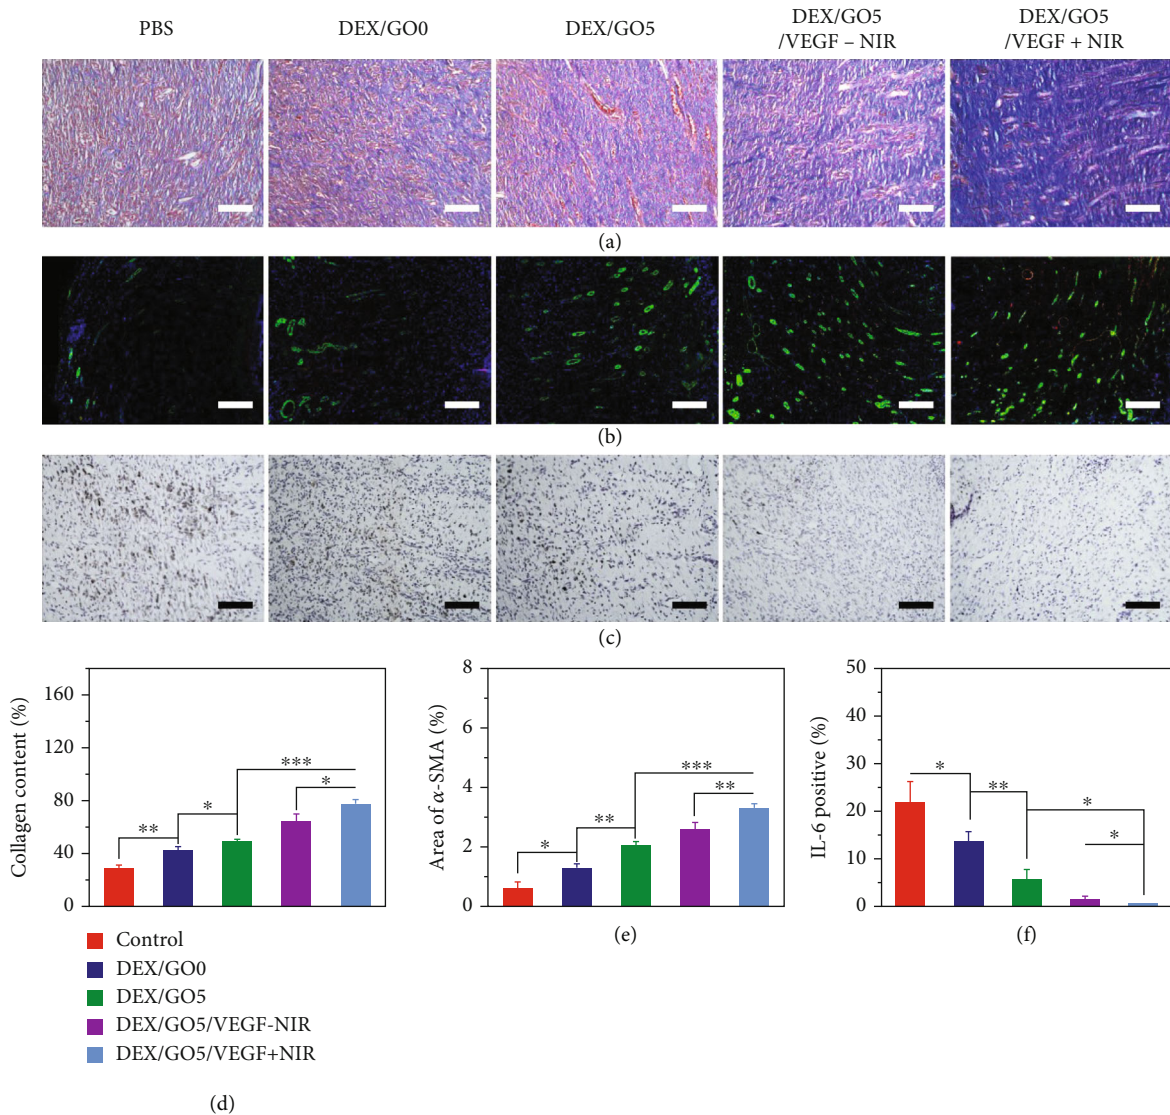 PBS
DEX/GO0
DEX/GO5
DEX/GO5
/VEGF – NIR
DEX/GO5
/VEGF + NIR
(a)
(b)
(c)
Collagen content (%)
160
120
80
40
0
**
*
***
*
Control
DEX/GO0
DEX/GO5
DEX/GO5/VEGF-NIR
DEX/GO5/VEGF+NIR
(d)
Area of α-SMA (%)
8
6
4
2
0
*
**
***
**
(e)
IL-6 positive (%)
50
40
30
20
10
0
*
**
*
*
(f)